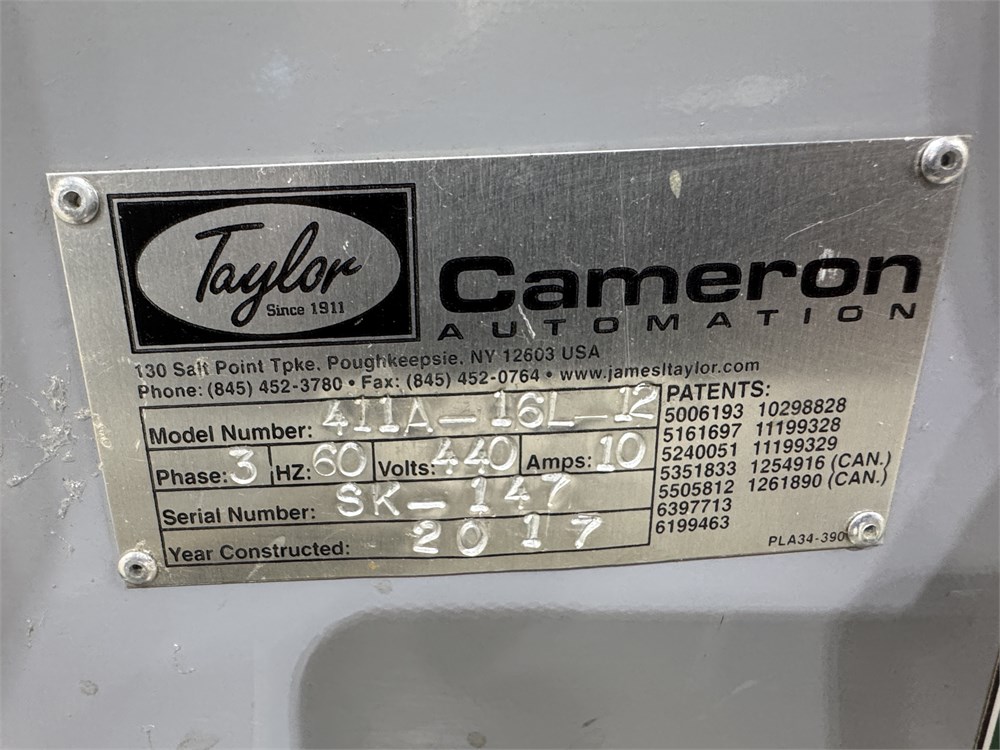 Taylor
Since 1911
Cameron
AUTOMATION
130 Salt Point Tpke. Poughkeepsie, NY 12603 USA
Phone: (845) 452-3780 • Fax: (845) 452-0764 • www.jamesltaylor.com
Model Number: 411A-16L-12
Phase: 3 HZ: 60 Volts: 440 Amps: 10
Serial Number: SK-147
Year Constructed: 2017
PATENTS:
5006193 10298828
5161697 11199328
5240051 11199329
5351833 1254916 (CAN.)
5505812 1261890 (CAN.)
6397713
6199463
PLA34-390